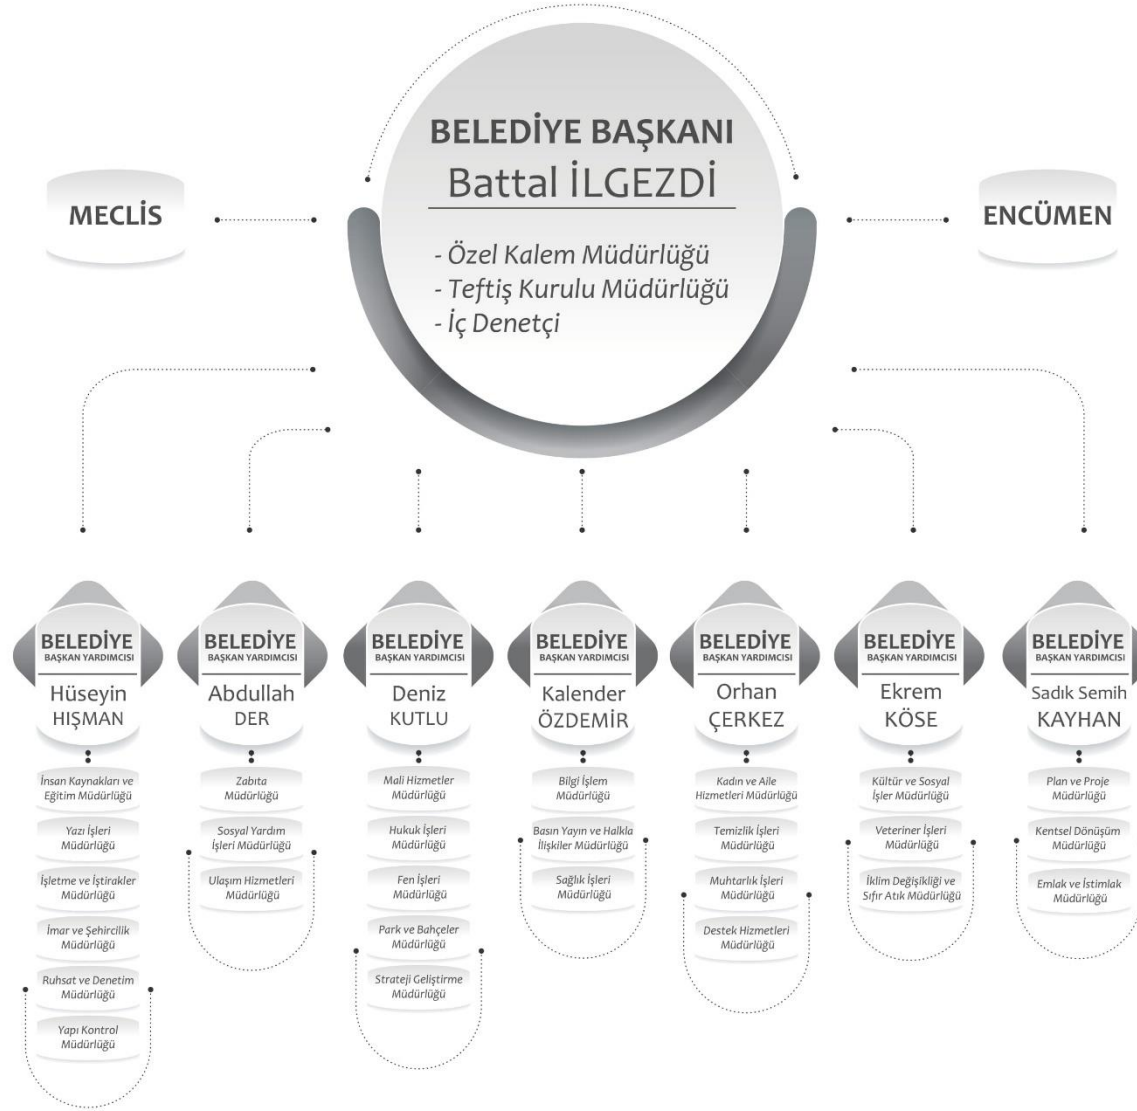 BELEDİYE BAŞKANI
Battal İLGEZDİ
- Özel Kalem Müdürlüğü
- Teftiş Kurulu Müdürlüğü
- İç Denetçi
MECLİS
ENCÜMEN
BELEDİYE
BAŞKAN YARDIMCISI
Hüseyin
HIŞMAN
İnsan Kaynakları ve
Eğitim Müdürlüğü
Yazı İşleri
Müdürlüğü
İşletme ve İştirakler
Müdürlüğü
İmar ve Şehircilik
Müdürlüğü
Ruhsat ve Denetim
Müdürlüğü
Yapı Kontrol
Müdürlüğü
BELEDİYE
BAŞKAN YARDIMCISI
Abdullah
DER
Zabıta
Müdürlüğü
Sosyal Yardım
İşleri Müdürlüğü
Ulaşım Hizmetleri
Müdürlüğü
BELEDİYE
BAŞKAN YARDIMCISI
Deniz
KUTLU
Mali Hizmetler
Müdürlüğü
Hukuk İşleri
Müdürlüğü
Fen İşleri
Müdürlüğü
Park ve Bahçeler
Müdürlüğü
Strateji Geliştirme
Müdürlüğü
BELEDİYE
BAŞKAN YARDIMCISI
Kalender
ÖZDEMİR
Bilgi İşlem
Müdürlüğü
Basın Yayın ve Halkla
İlişkiler Müdürlüğü
Sağlık İşleri
Müdürlüğü
BELEDİYE
BAŞKAN YARDIMCISI
Orhan
ÇERKEZ
Kadın ve Aile
Hizmetleri Müdürlüğü
Temizlik İşleri
Müdürlüğü
Muhtarlık İşleri
Müdürlüğü
Destek Hizmetleri
Müdürlüğü
BELEDİYE
BAŞKAN YARDIMCISI
Ekrem
KÖSE
Kültür ve Sosyal
İşler Müdürlüğü
Veteriner İşleri
Müdürlüğü
İklim Değişikliği ve
Sıfır Atık Müdürlüğü
BELEDİYE
BAŞKAN YARDIMCISI
Sadık Semih
KAYHAN
Plan ve Proje
Müdürlüğü
Kentsel Dönüşüm
Müdürlüğü
Emlak ve İstimlak
Müdürlüğü